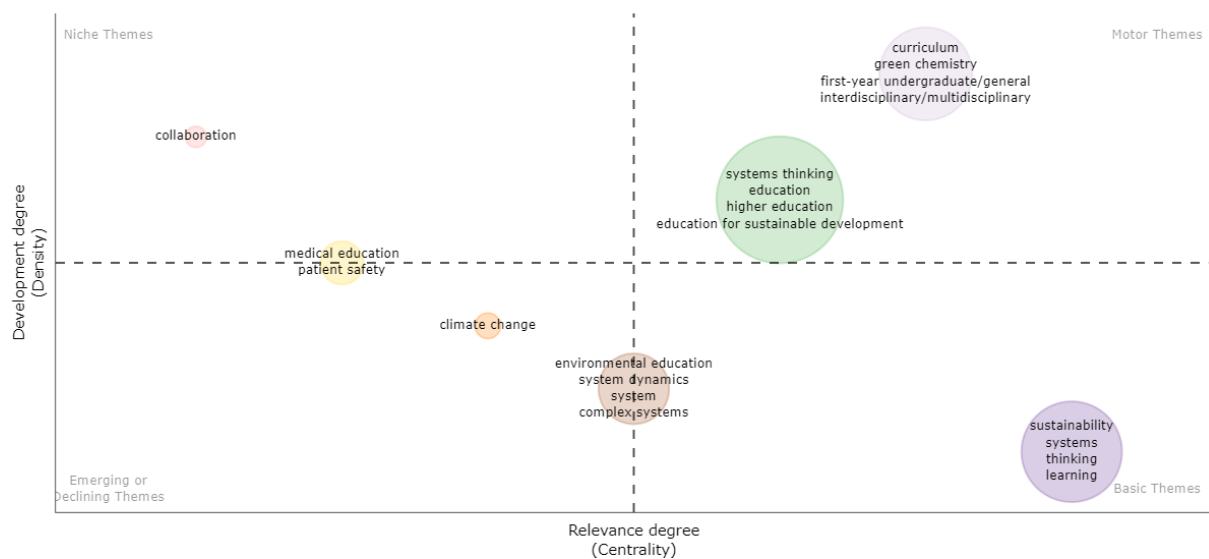 Niche Themes
Motor Themes
curriculum
green chemistry
first-year undergraduate/general
interdisciplinary/multidisciplinary
collaboration
systems thinking
education
higher education
education for sustainable development
medical education
patient safety
climate change
environmental education
system dynamics
system
complex systems
sustainability
systems
thinking
learning
Emerging or
Declining Themes
Basic Themes
Development degree
(Density)
Relevance degree
(Centrality)